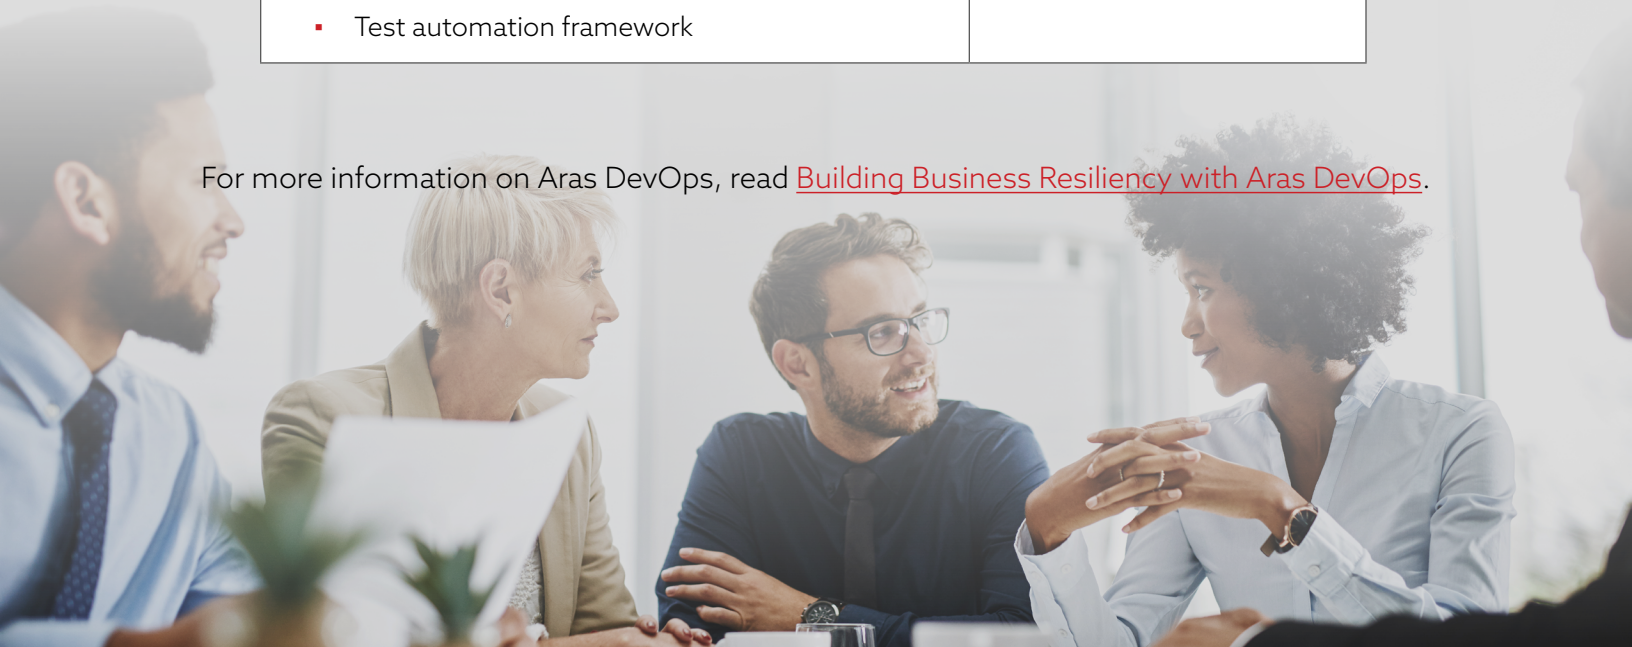 ▪ Test automation framework
For more information on Aras DevOps, read Building Business Resiliency with Aras DevOps.